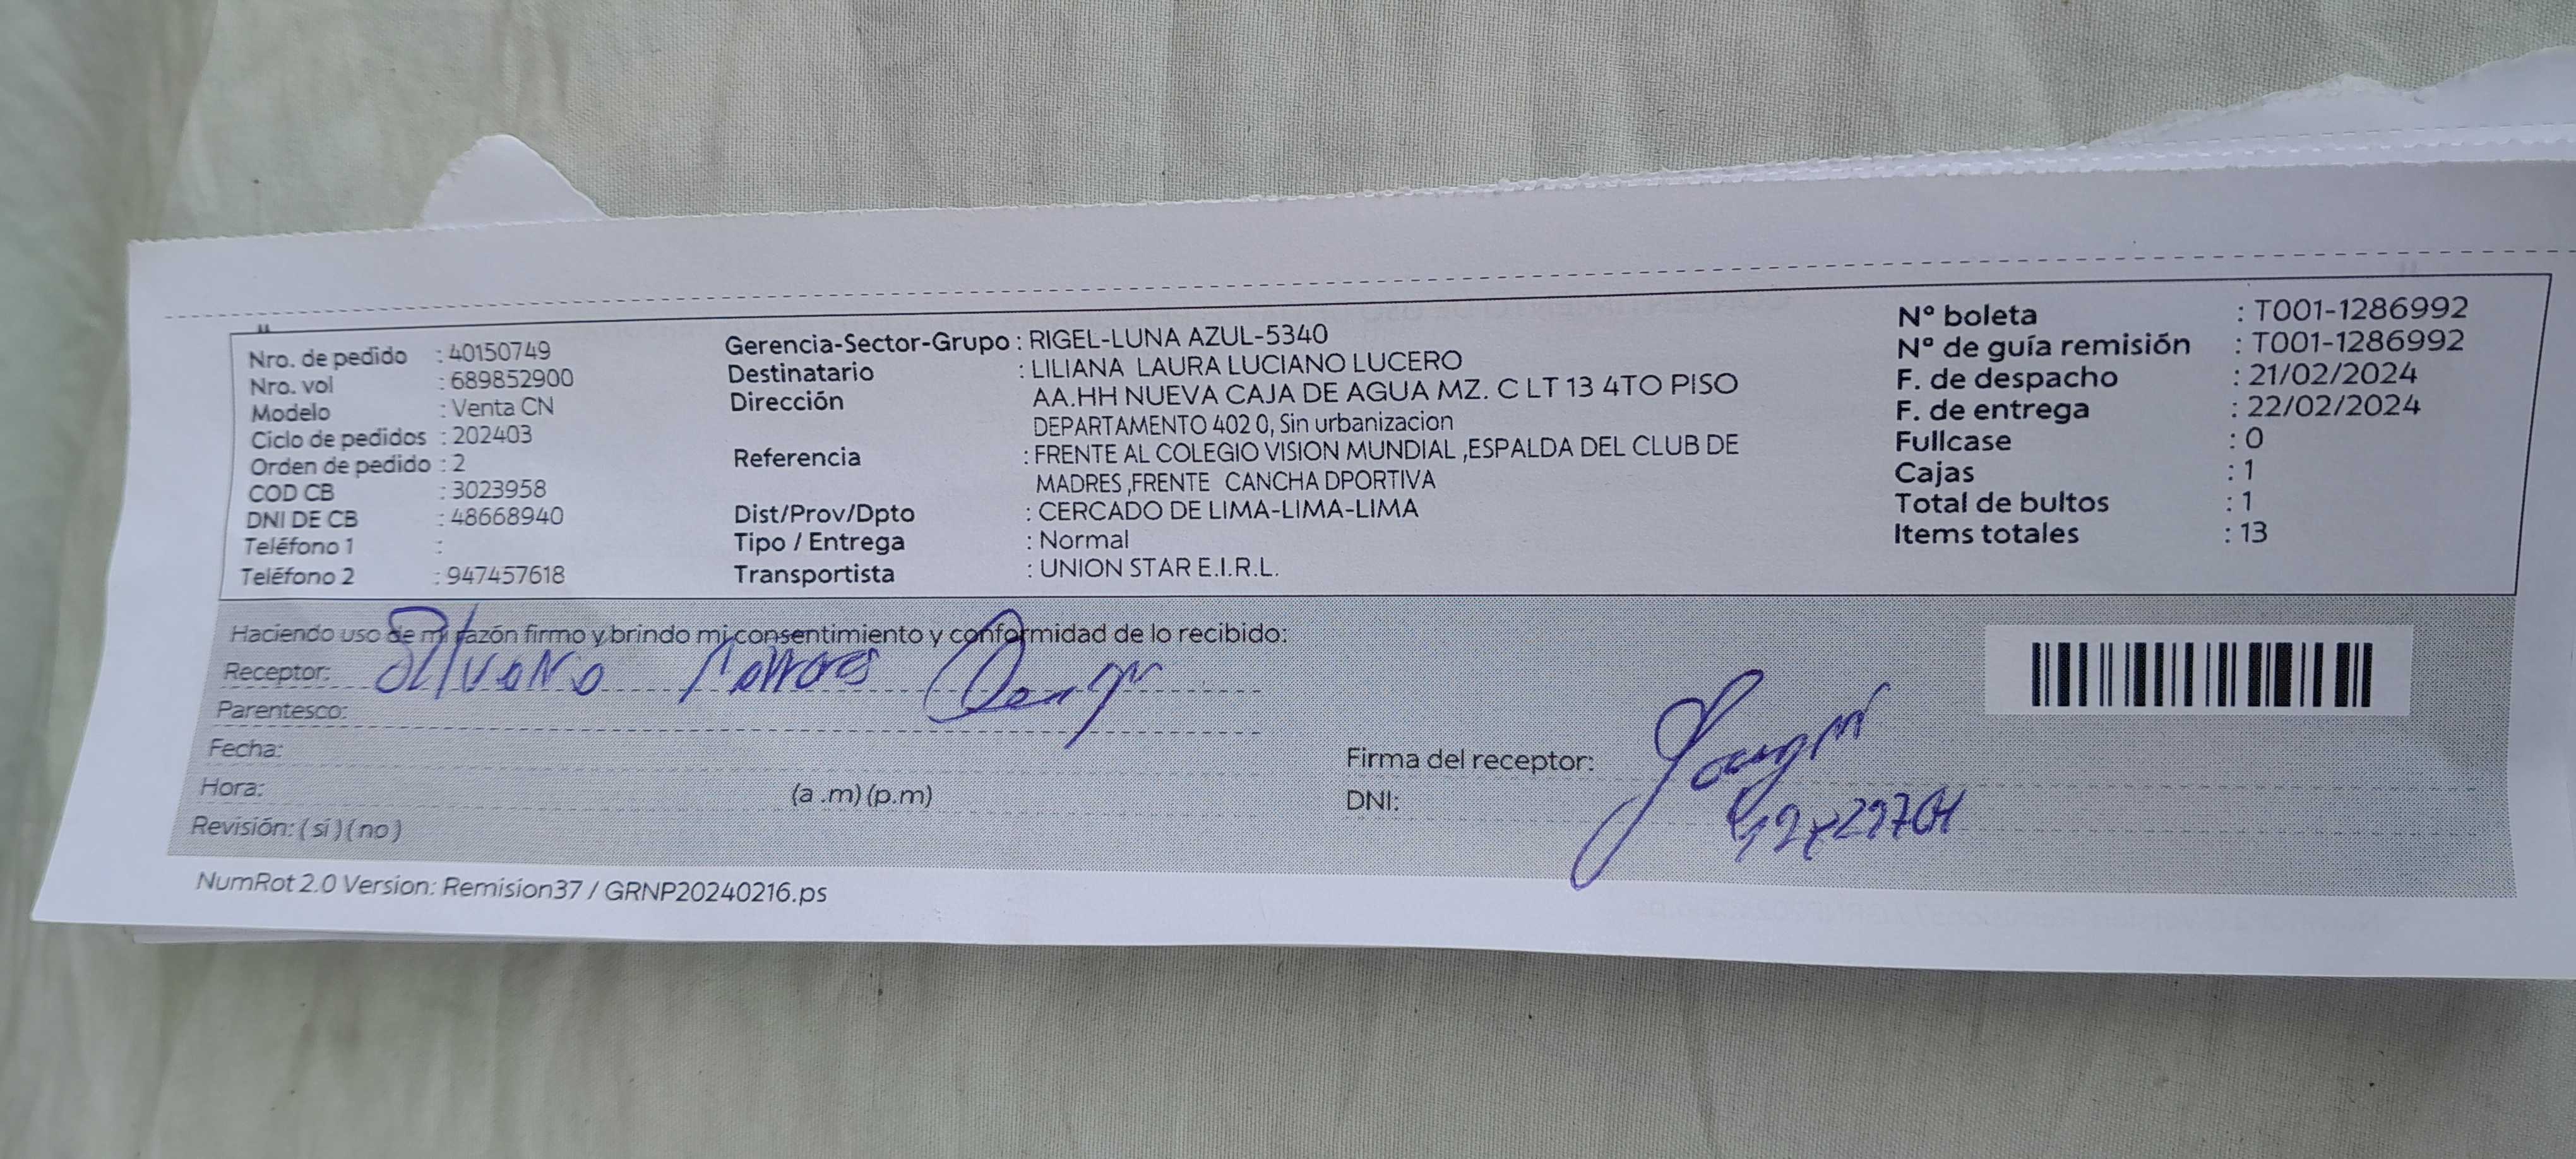 Nro. de pedido : 40150749
Nro. vol : 689852900
Modelo : Venta CN
Ciclo de pedidos : 202403
Orden de pedido : 2
COD CB : 3023958
DNI DE CB : 48668940
Teléfono 1 :
Teléfono 2 : 947457618
Gerencia-Sector-Grupo : RIGEL-LUNA AZUL-5340
Destinatario : LILIANA LAURA LUCIANO LUCERO
Dirección AA.HH NUEVA CAJA DE AGUA MZ. C LT 13 4TO PISO
DEPARTAMENTO 402 0, Sin urbanizacion
Referencia : FRENTE AL COLEGIO VISION MUNDIAL ,ESPALDA DEL CLUB DE
MADRES ,FRENTE CANCHA DPORTIVA
Dist/Prov/Dpto : CERCADO DE LIMA-LIMA-LIMA
Tipo / Entrega : Normal
Transportista : UNION STAR E.I.R.L.
Nº boleta : T001-1286992
Nº de guía remisión : T001-1286992
F. de despacho : 21/02/2024
F. de entrega : 22/02/2024
Fullcase : 0
Cajas : 1
Total de bultos : 1
Items totales : 13
Haciendo uso de mi razón firmo y brindo mi consentimiento y conformidad de lo recibido:
Receptor:
Parentesco:
Fecha:
Hora: (a .m) (p.m)
Revisión: ( sí ) ( no )
Firma del receptor:
DNI:
NumRot 2.0 Version: Remision37 / GRNP20240216.ps